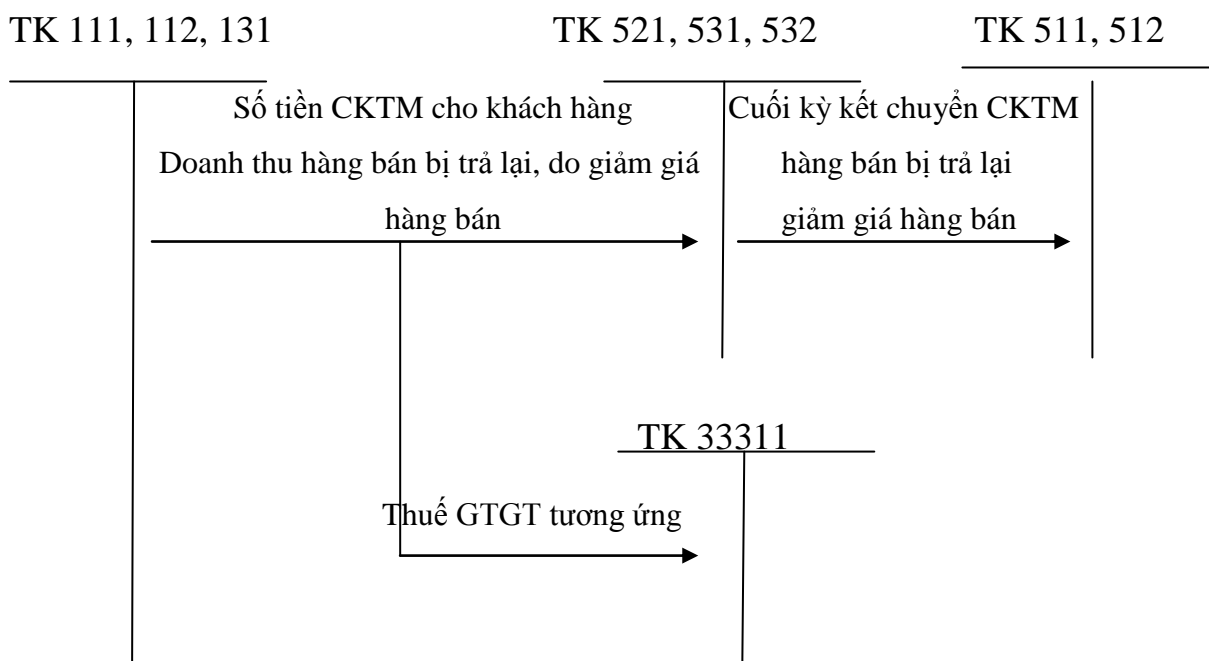 TK 111, 112, 131
TK 521, 531, 532
TK 511, 512
Số tiền CKTM cho khách hàng
Doanh thu hàng bán bị trả lại, do giảm giá
hàng bán
Cuối kỳ kết chuyển CKTM
hàng bán bị trả lại
giảm giá hàng bán
TK 33311
Thuế GTGT tương ứng